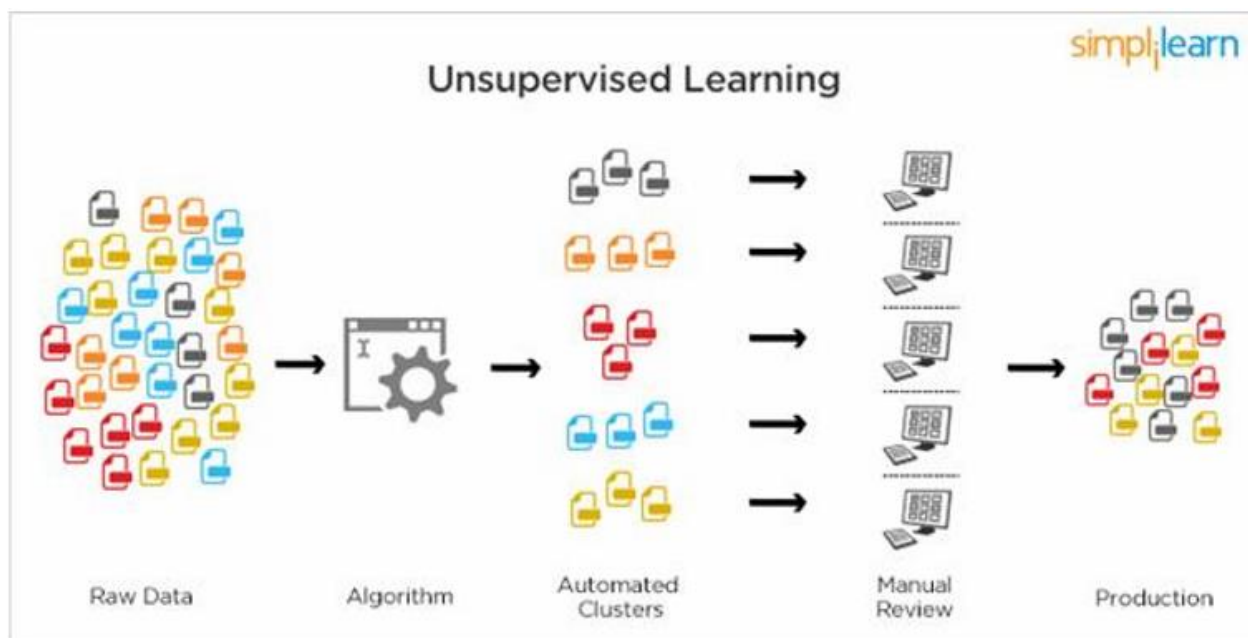 simplilearn
Unsupervised Learning
Raw Data
Algorithm
Automated
Clusters
Manual
Review
Production